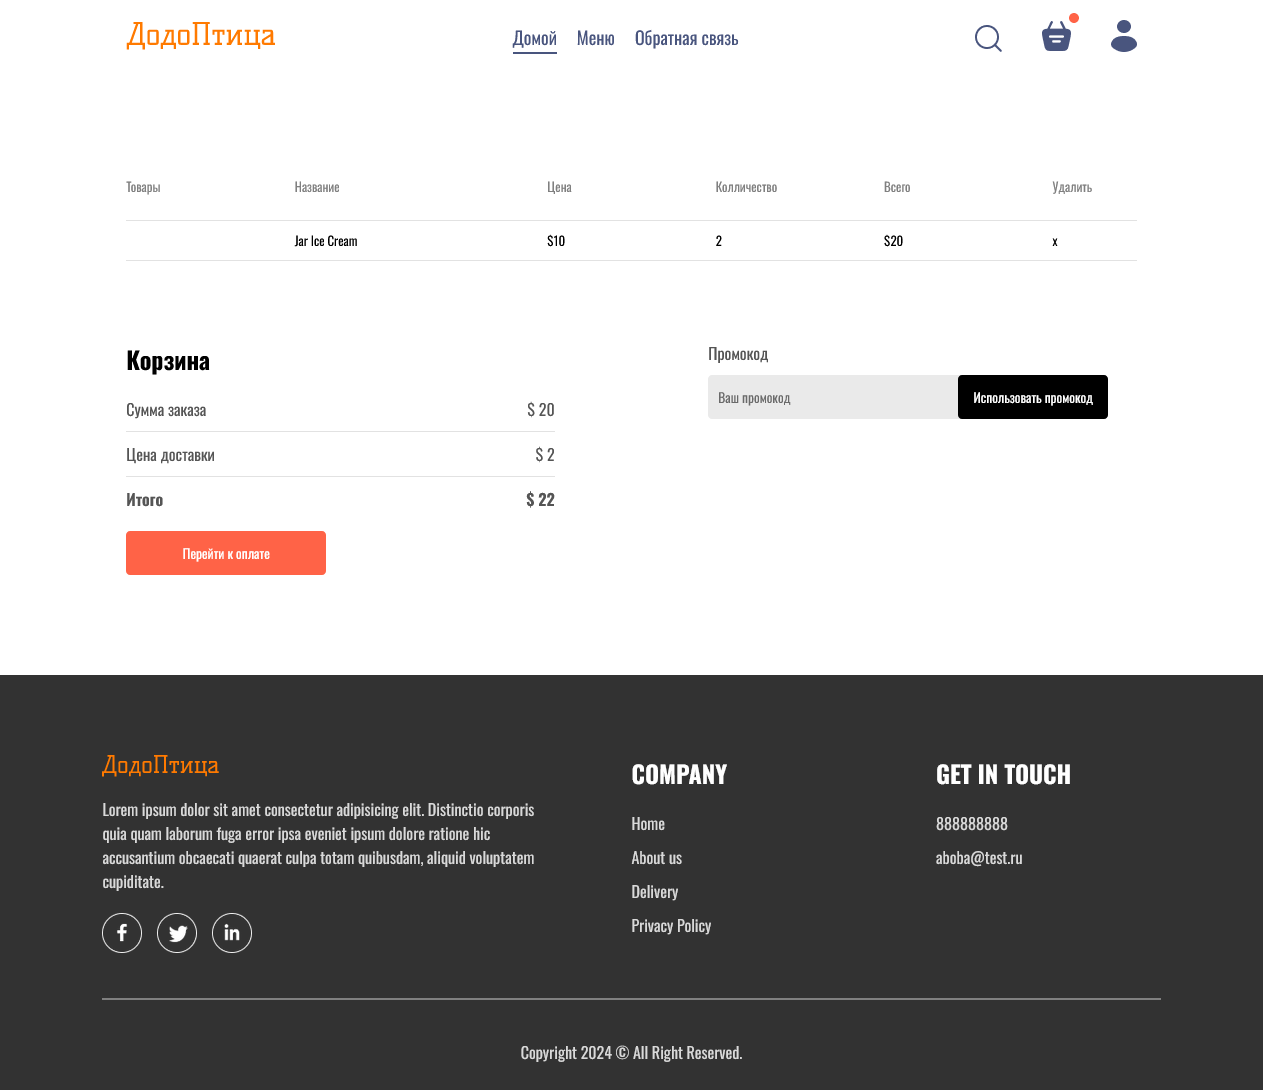 ДодоПтица
Домой Меню Обратная связь
Товары Название Цена Колличество Всего Удалить
Jar Ice Cream $10 2 $20 x
Корзина
Сумма заказа $ 20
Цена доставки $ 2
Итого $ 22
Перейти к оплате
Промокод
Ваш промокод Использовать промокод
ДодоПтица
Lorem ipsum dolor sit amet consectetur adipisicing elit. Distinctio corporis
quia quam laborum fuga error ipsa eveniet ipsum dolore ratione hic
accusantium obcaecati quaerat culpa totam quibusdam, aliquid voluptatem
cupiditate.
COMPANY
Home
About us
Delivery
Privacy Policy
GET IN TOUCH
888888888
aboba@test.ru
Copyright 2024 © All Right Reserved.